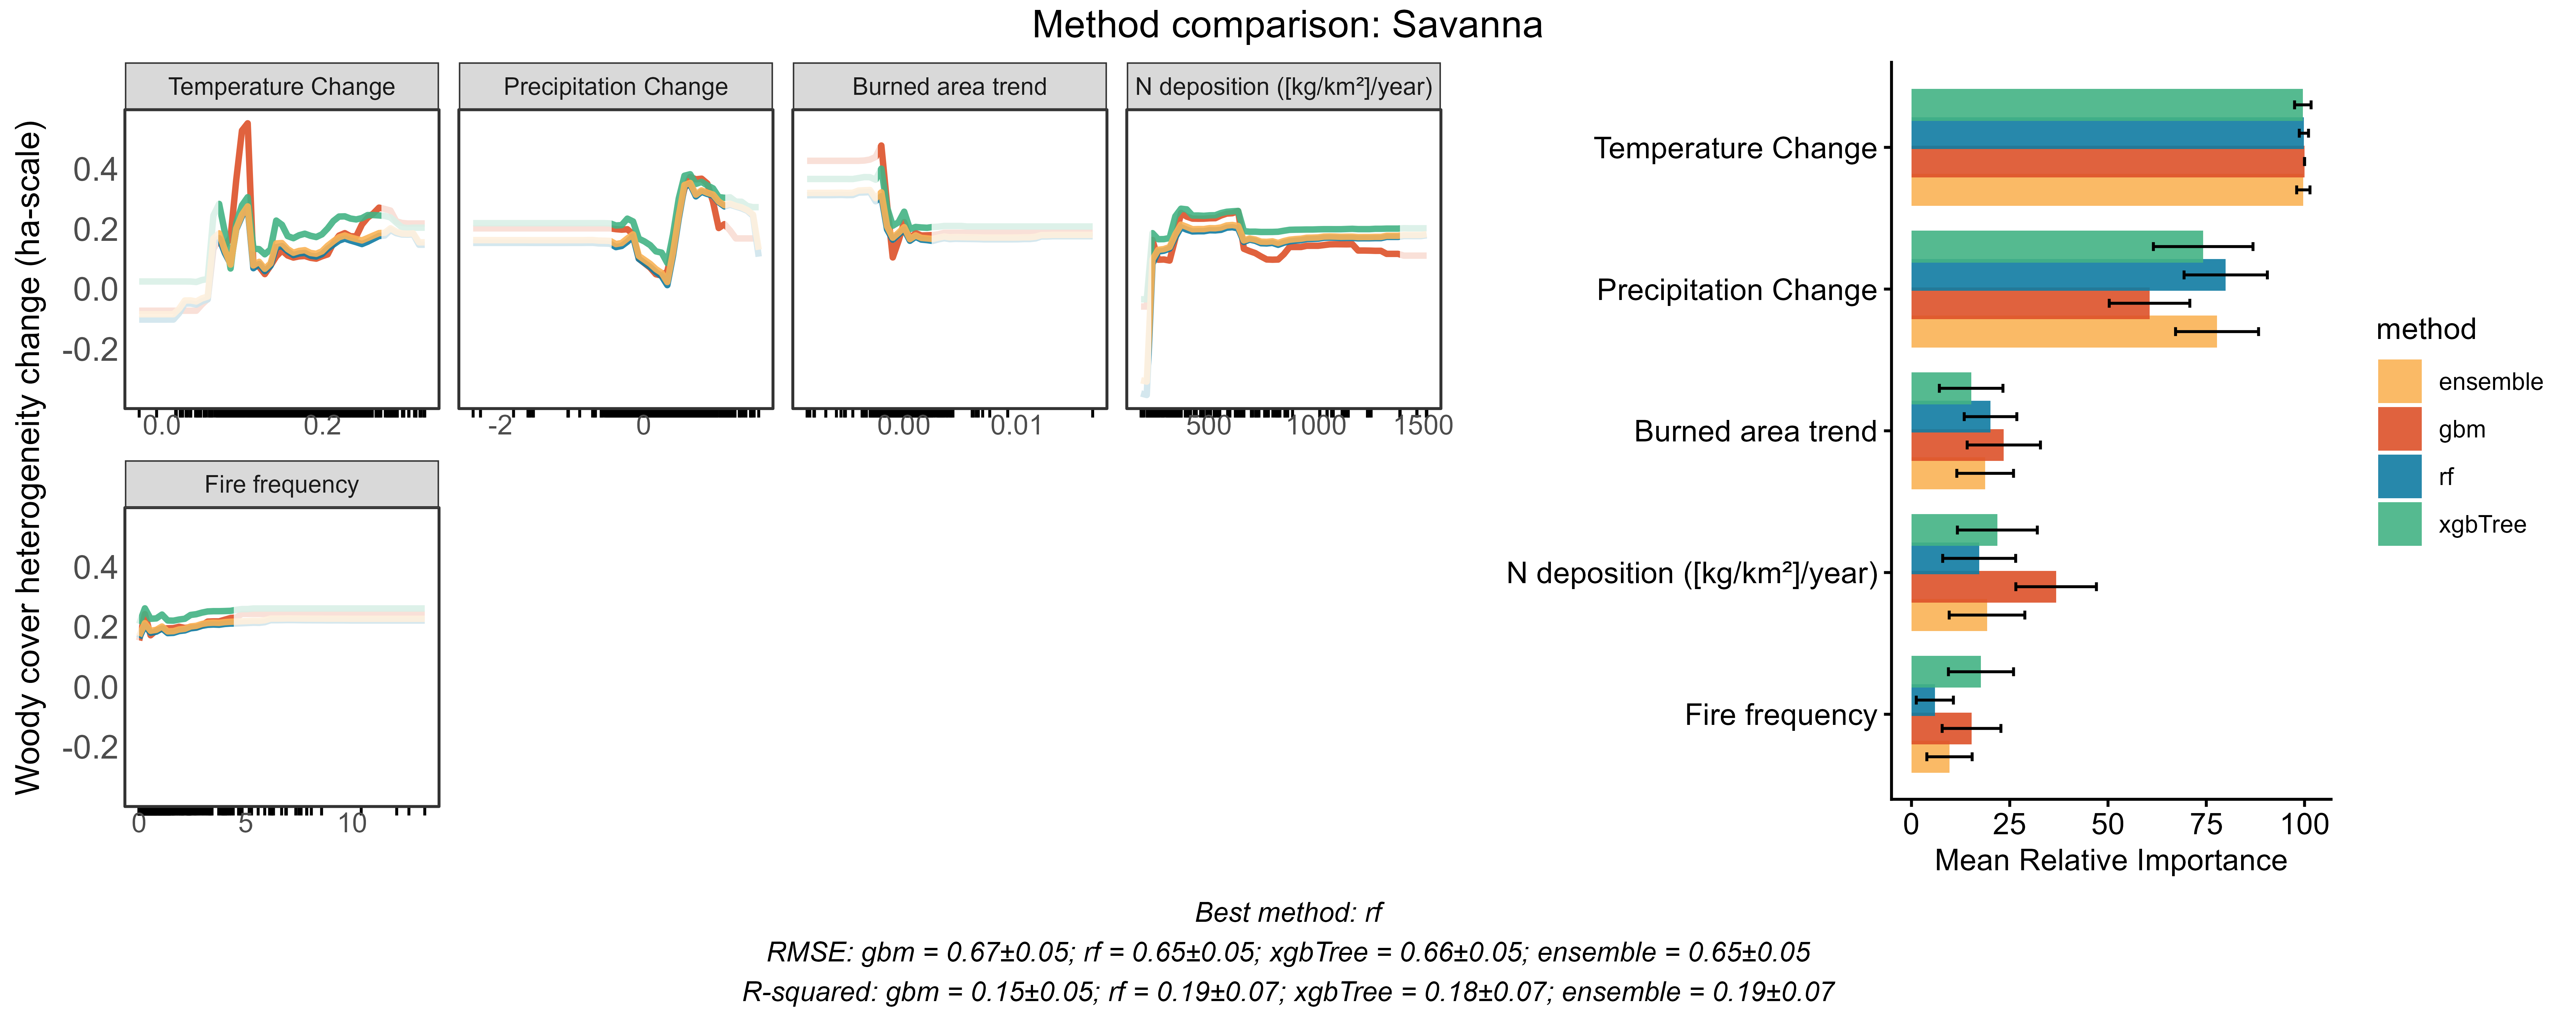 Method comparison: Savanna
Woody cover heterogeneity change (ha-scale)
Temperature Change
Precipitation Change
Burned area trend
N deposition ([kg/km²]/year)
0.4
0.2
0.0
-0.2
0.0 0.2
-2 0
0.00 0.01
500 1000 1500
Fire frequency
0.4
0.2
0.0
-0.2
0 5 10
Temperature Change
Precipitation Change
Burned area trend
N deposition ([kg/km²]/year)
Fire frequency
0 25 50 75 100
Mean Relative Importance
method
ensemble
gbm
rf
xgbTree
Best method: rf
RMSE: gbm = 0.67±0.05; rf = 0.65±0.05; xgbTree = 0.66±0.05; ensemble = 0.65±0.05
R-squared: gbm = 0.15±0.05; rf = 0.19±0.07; xgbTree = 0.18±0.07; ensemble = 0.19±0.07